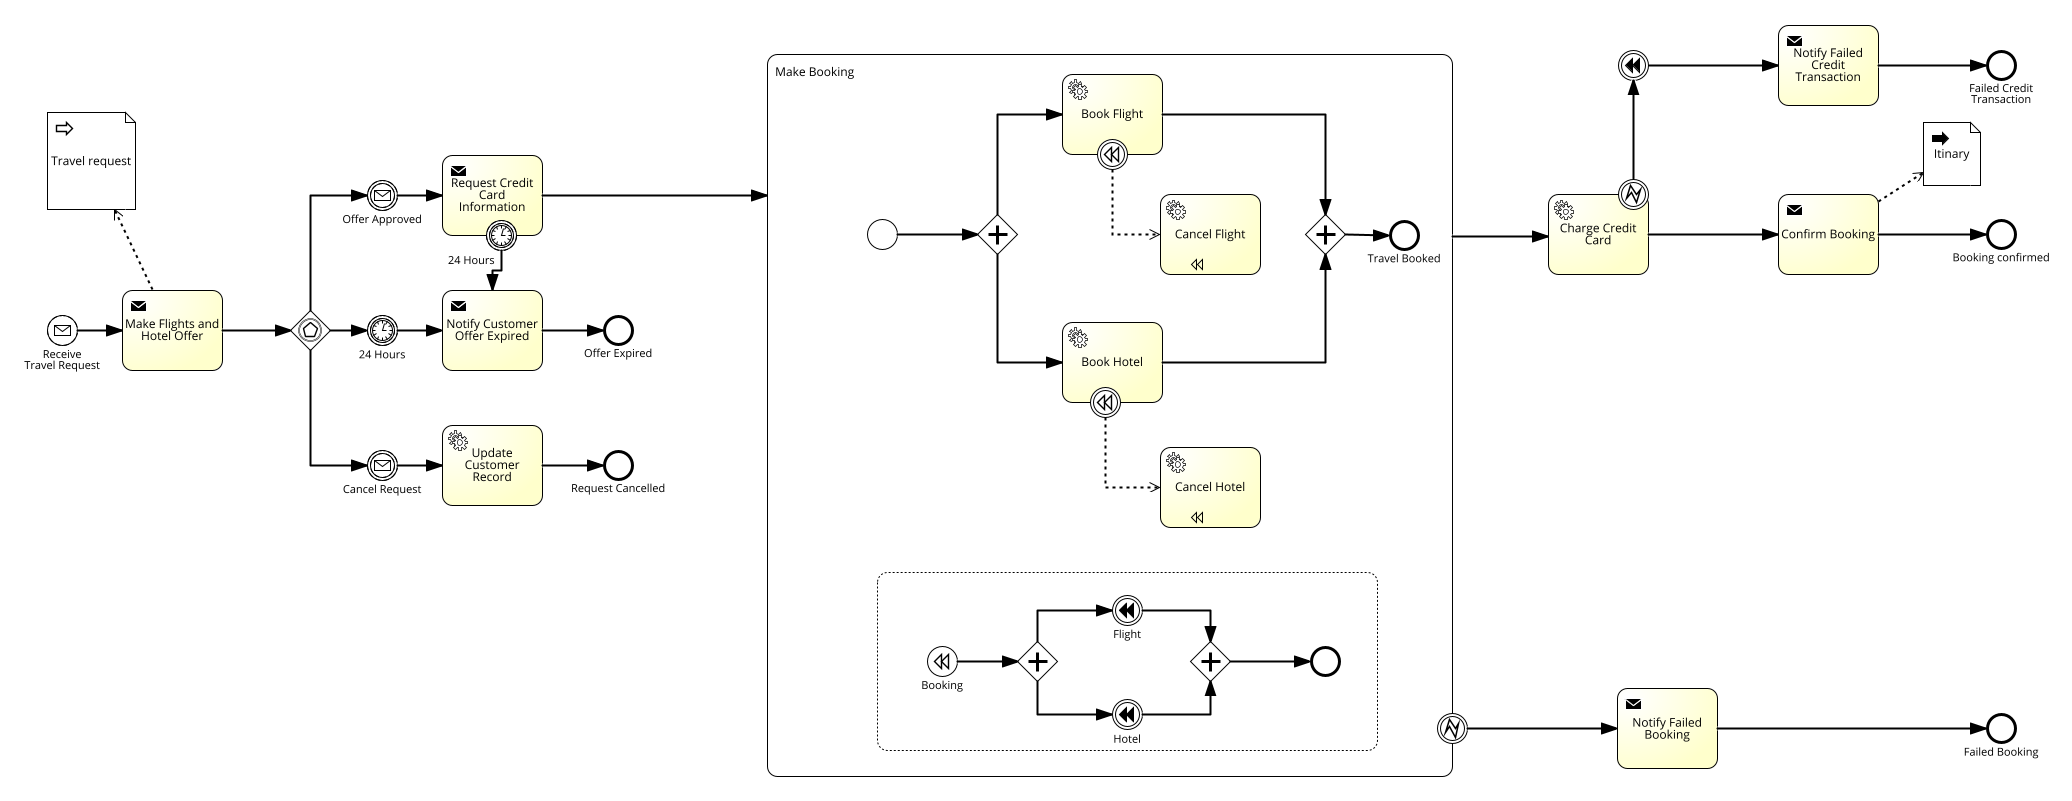 Travel request
Receive
Travel Request
Make Flights and
Hotel Offer
Offer Approved
24 Hours
Cancel Request
Request Credit
Card
Information
24 Hours
Notify Customer
Offer Expired
Offer Expired
Update
Customer
Record
Request Cancelled
Make Booking
Book Flight
Cancel Flight
Book Hotel
Cancel Hotel
Travel Booked
Booking
Flight
Hotel
Charge Credit
Card
Notify Failed
Credit
Transaction
Failed Credit
Transaction
Itinary
Confirm Booking
Booking confirmed
Notify Failed
Booking
Failed Booking